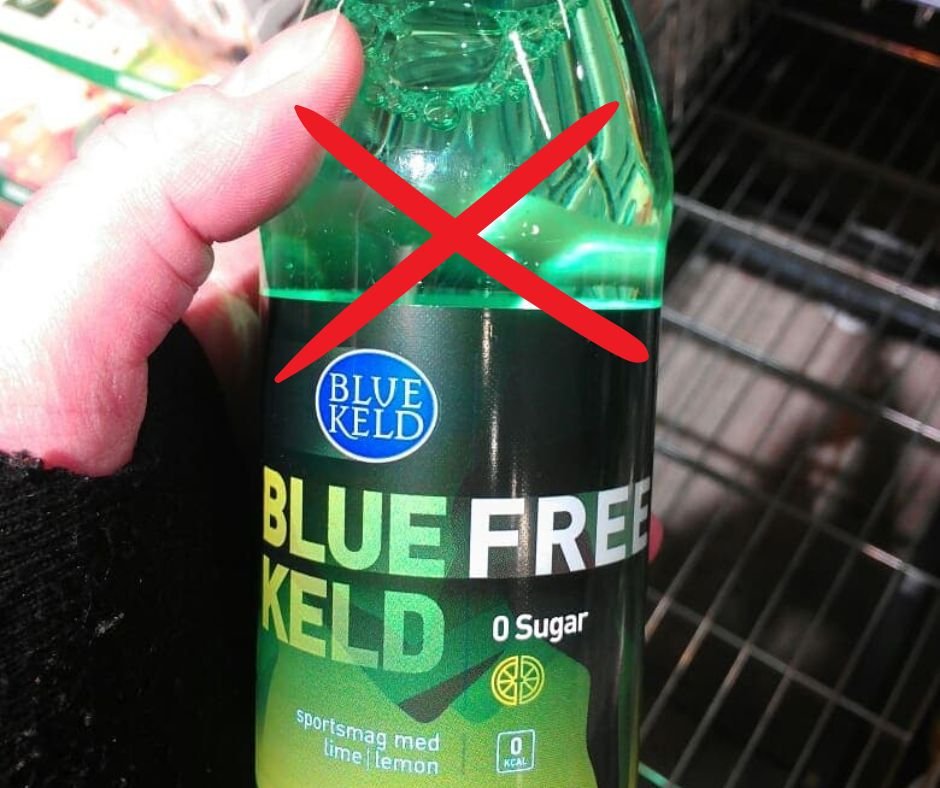 BLUE
KELD
BLUE FREE
KELD
0 Sugar
sportsmag med
lime|lemon
0
KCAL